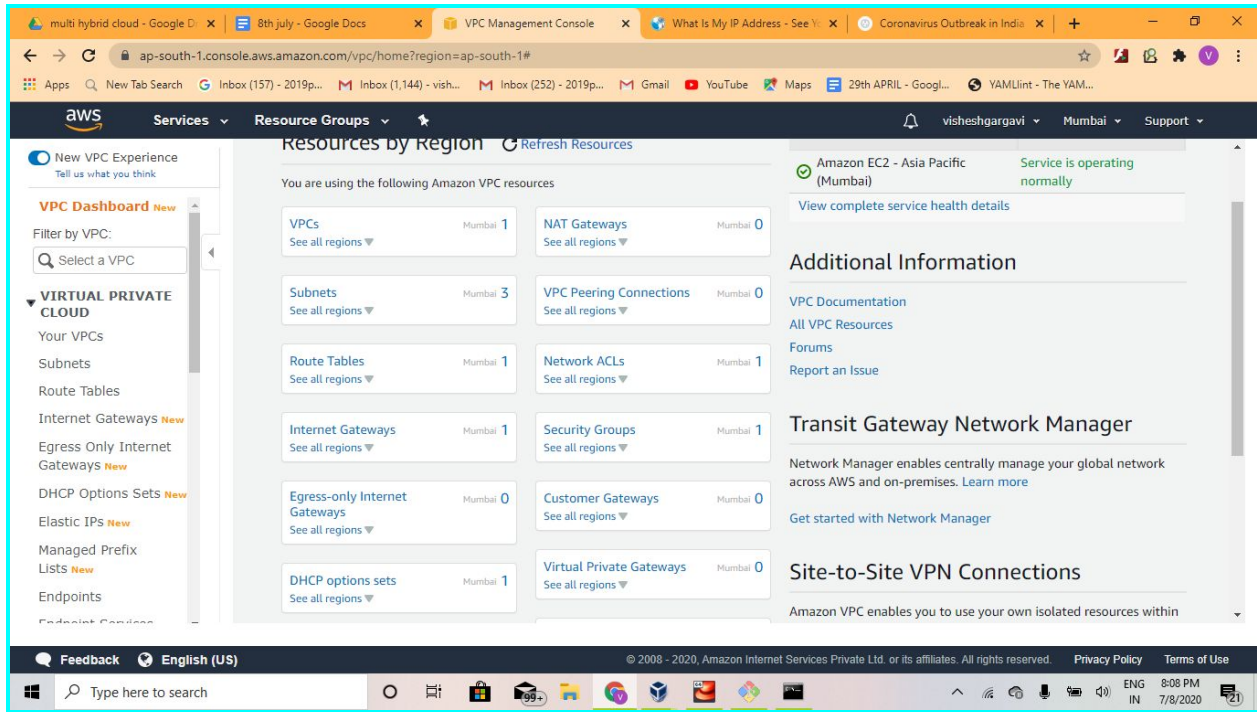 multi hybrid cloud - Google Dr
8th july - Google Docs
VPC Management Console
What Is My IP Address - See Yo
Coronavirus Outbreak in India
ap-south-1.console.aws.amazon.com/vpc/home?region=ap-south-1#
V
Apps
New Tab Search
Inbox (157) - 2019p...
Inbox (1,144) - vish...
Inbox (252) - 2019p...
Gmail
YouTube
Maps
29th APRIL - Googl...
YAMLlint - The YAM...
aws
Services
Resource Groups
visheshgargavi
Mumbai
Support
New VPC Experience
Tell us what you think
VPC Dashboard New
Filter by VPC:
Select a VPC
VIRTUAL PRIVATE
CLOUD
Your VPCs
Subnets
Route Tables
Internet Gateways New
Egress Only Internet
Gateways New
DHCP Options Sets New
Elastic IPs New
Managed Prefix
Lists New
Endpoints
Endpoint Services
Resources by Region
Refresh Resources
You are using the following Amazon VPC resources
VPCs Mumbai 1
See all regions
NAT Gateways Mumbai 0
See all regions
Subnets Mumbai 3
See all regions
VPC Peering Connections Mumbai 0
See all regions
Route Tables Mumbai 1
See all regions
Network ACLs Mumbai 1
See all regions
Internet Gateways Mumbai 1
See all regions
Security Groups Mumbai 1
See all regions
Egress-only Internet Mumbai 0
Gateways
See all regions
Customer Gateways Mumbai 0
See all regions
DHCP options sets Mumbai 1
See all regions
Virtual Private Gateways Mumbai 0
See all regions
Amazon EC2 - Asia Pacific
(Mumbai)
Service is operating
normally
View complete service health details
Additional Information
VPC Documentation
All VPC Resources
Forums
Report an Issue
Transit Gateway Network Manager
Network Manager enables centrally manage your global network
across AWS and on-premises. Learn more
Get started with Network Manager
Site-to-Site VPN Connections
Amazon VPC enables you to use your own isolated resources within
Feedback
English (US)
© 2008 - 2020, Amazon Internet Services Private Ltd. or its affiliates. All rights reserved.
Privacy Policy
Terms of Use
Type here to search
99+
ENG
IN
8:08 PM
7/8/2020
21